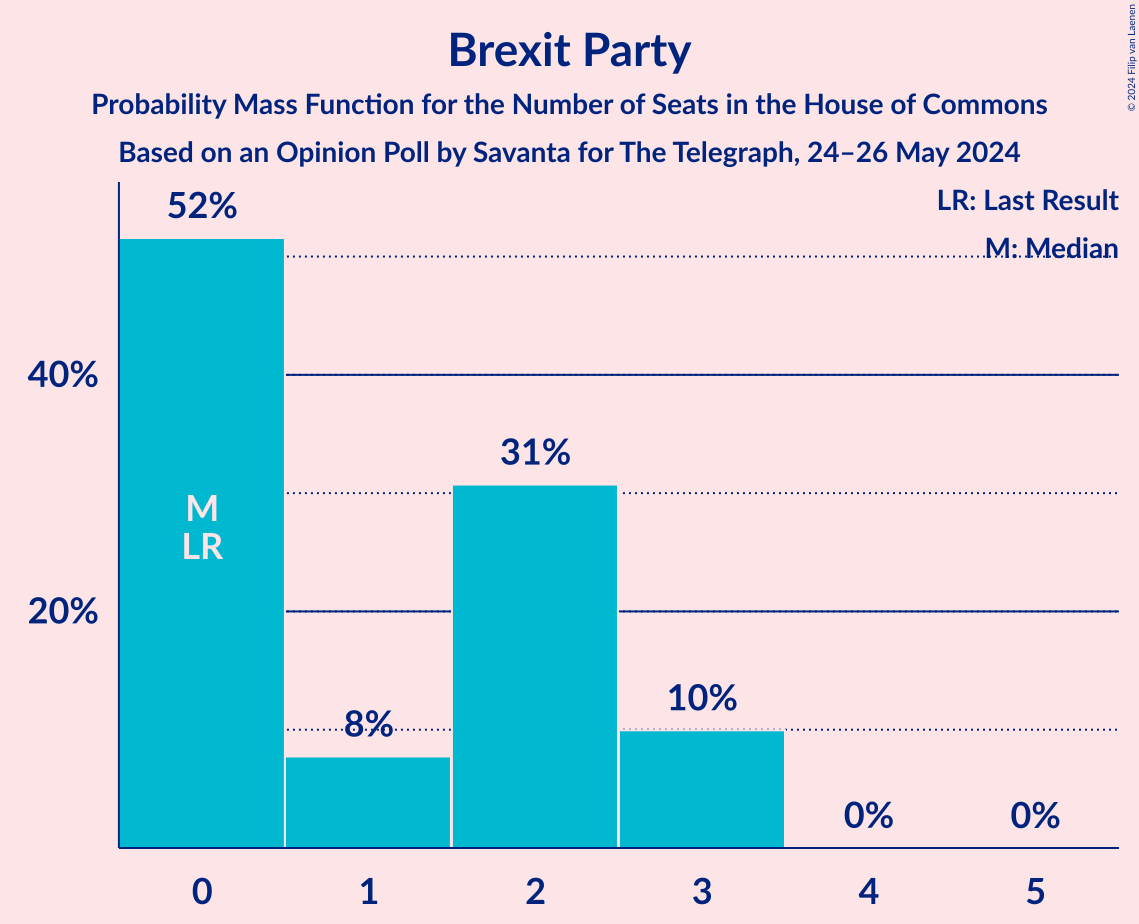 Brexit Party
Probability Mass Function for the Number of Seats in the House of Commons
Based on an Opinion Poll by Savanta for The Telegraph, 24–26 May 2024
© 2024 Filip van Laenen
LR: Last Result
M: Median
52%
40%
31%
M
LR
20%
10%
8%
0%
0%
0
1
2
3
4
5